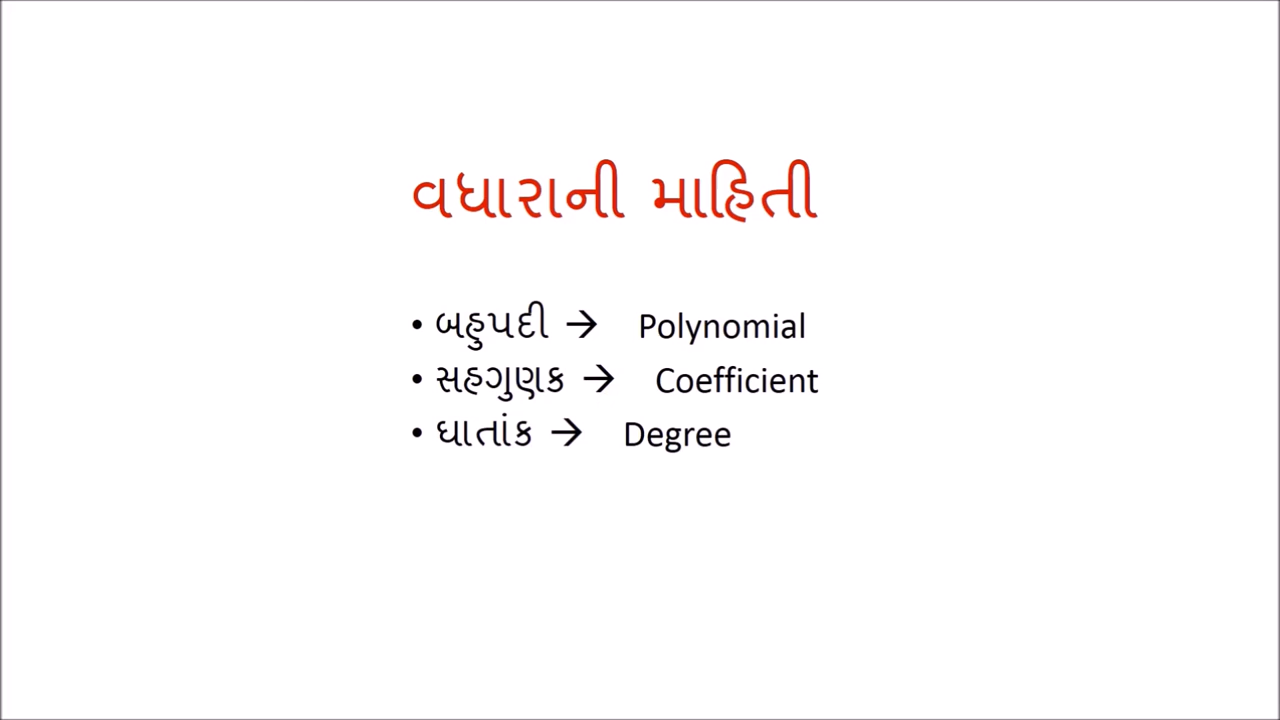 વધારાની માહિતી
• બહુપદી → Polynomial
• સહગુણક → Coefficient
• ઘાતાંક → Degree